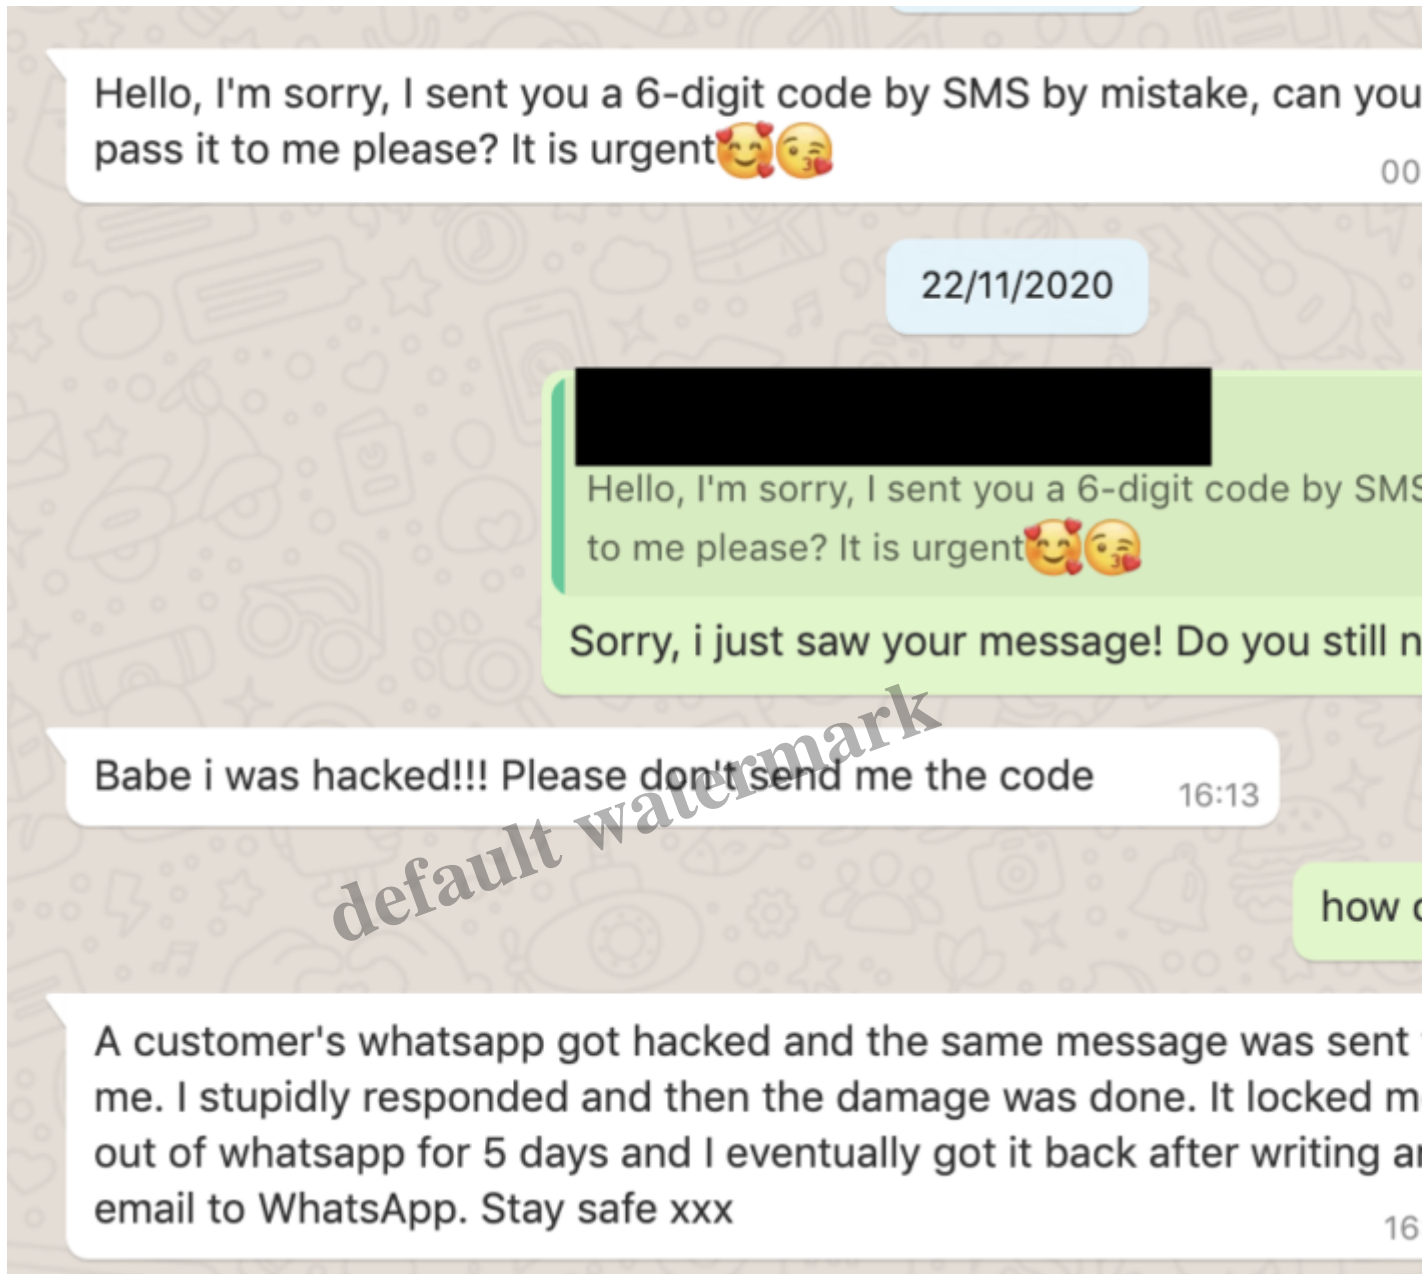 Hello, I'm sorry, I sent you a 6-digit code by SMS by mistake, can you
pass it to me please? It is urgent🥰😘
00
22/11/2020
Hello, I'm sorry, I sent you a 6-digit code by SMS
to me please? It is urgent🥰😘
Sorry, i just saw your message! Do you still n
Babe i was hacked!!! Please don't send me the code
16:13
default watermark
how
A customer's whatsapp got hacked and the same message was sent
me. I stupidly responded and then the damage was done. It locked m
out of whatsapp for 5 days and I eventually got it back after writing a
email to WhatsApp. Stay safe xxx
16